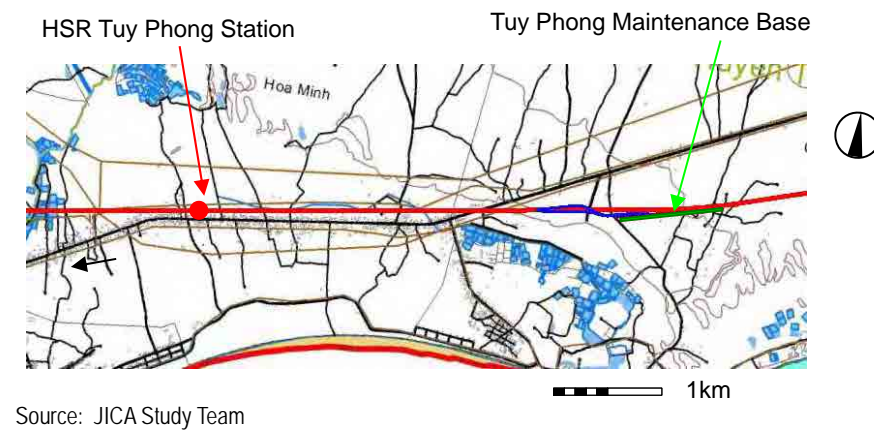 HSR Tuy Phong Station
Tuy Phong Maintenance Base
Hoa Minh
1km
Source: JICA Study Team